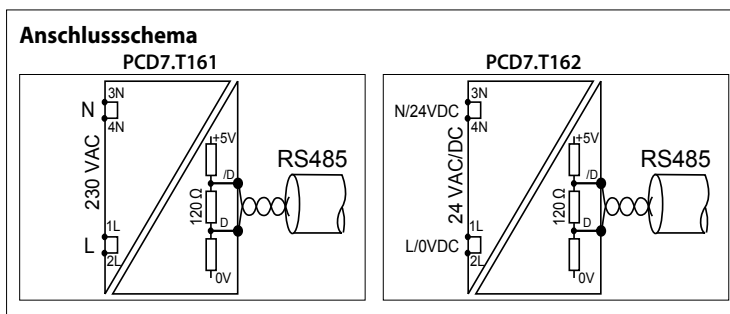 Anschlussschema
PCD7.T161
3N
N
4N
230 VAC
1L
L
2L
+5V
/D
120 Ω
D
0V
RS485
PCD7.T162
3N
N/24VDC
4N
24 VAC/DC
1L
L/0VDC
2L
+5V
/D
120 Ω
D
0V
RS485